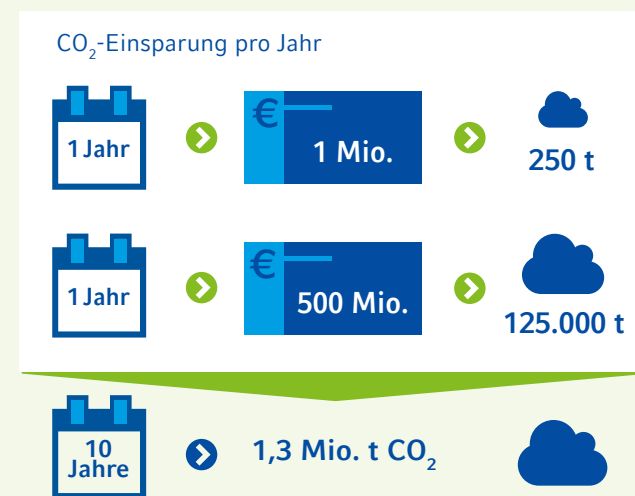 CO₂-Einsparung pro Jahr
1 Jahr
€
1 Mio.
250 t
1 Jahr
€
500 Mio.
125.000 t
10
Jahre
1,3 Mio. t CO₂